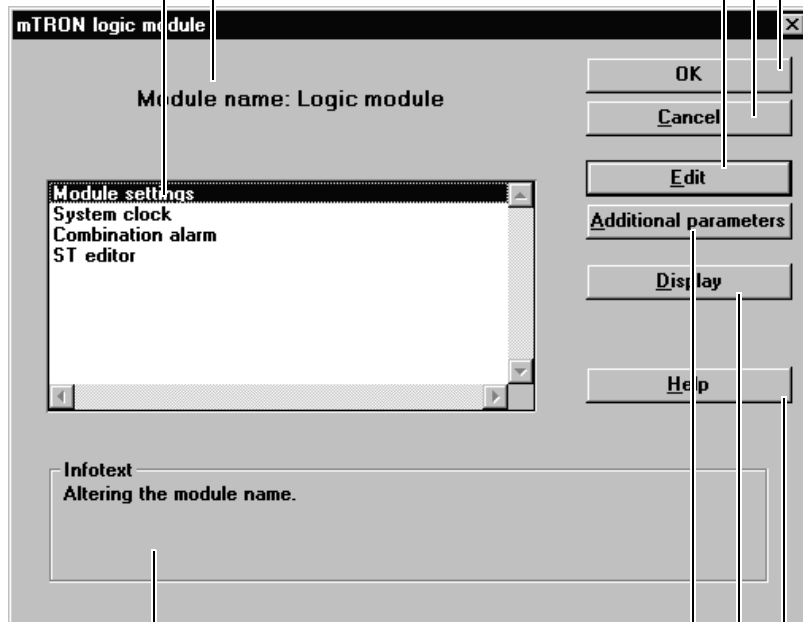 mTRON logic module
Module name: Logic module
OK
Cancel
Module settings
System clock
Combination alarm
ST editor
Edit
Additional parameters
Display
Help
Infotext
Altering the module name.